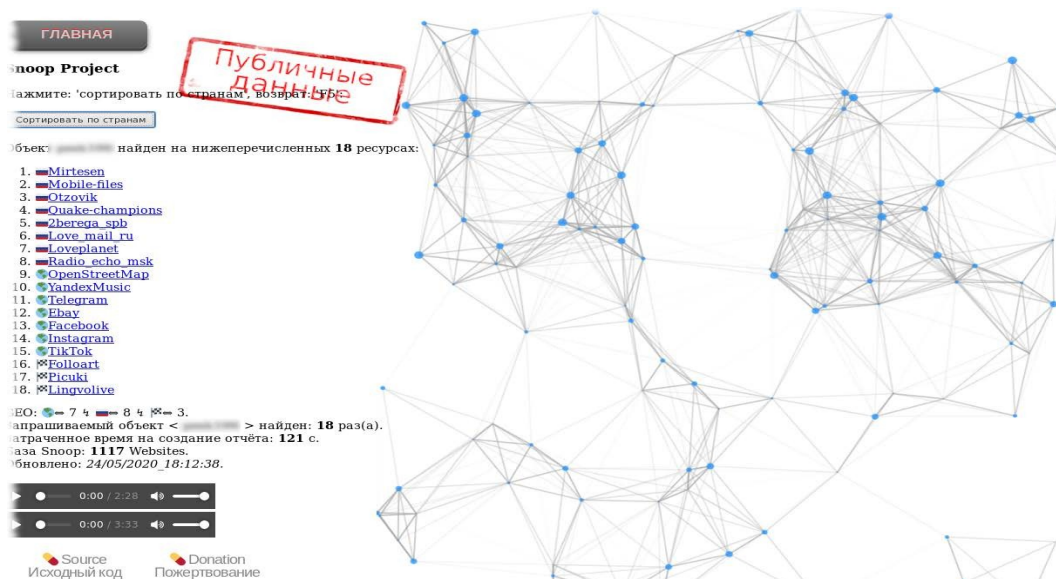 ГЛАВНАЯ
Snoop Project
Публичные
данные
Нажмите: 'сортировать по странам', возврат: 'F5'.
Сортировать по странам
Объект найден на нижеперечисленных 18 ресурсах:
1. Mirtesen
2. Mobile-files
3. Otzovik
4. Quake-champions
5. 2berega_spb
6. Love_mail_ru
7. Loveplanet
8. Radio_echo_msk
9. OpenStreetMap
10. YandexMusic
11. Telegram
12. Ebay
13. Facebook
14. Instagram
15. TikTok
16. Folloart
17. Picuki
18. Lingvolive
GEO: 🌎⇔ 7 ϟ ⇔ 8 ϟ 🏁⇔ 3.
Запрашиваемый объект < > найден: 18 раз(а).
Затраченное время на создание отчёта: 121 c.
База Snoop: 1117 Websites.
Обновлено: 24/05/2020_18:12:38.
0:00 / 2:28
0:00 / 3:33
Source
Исходный код
Donation
Пожертвование